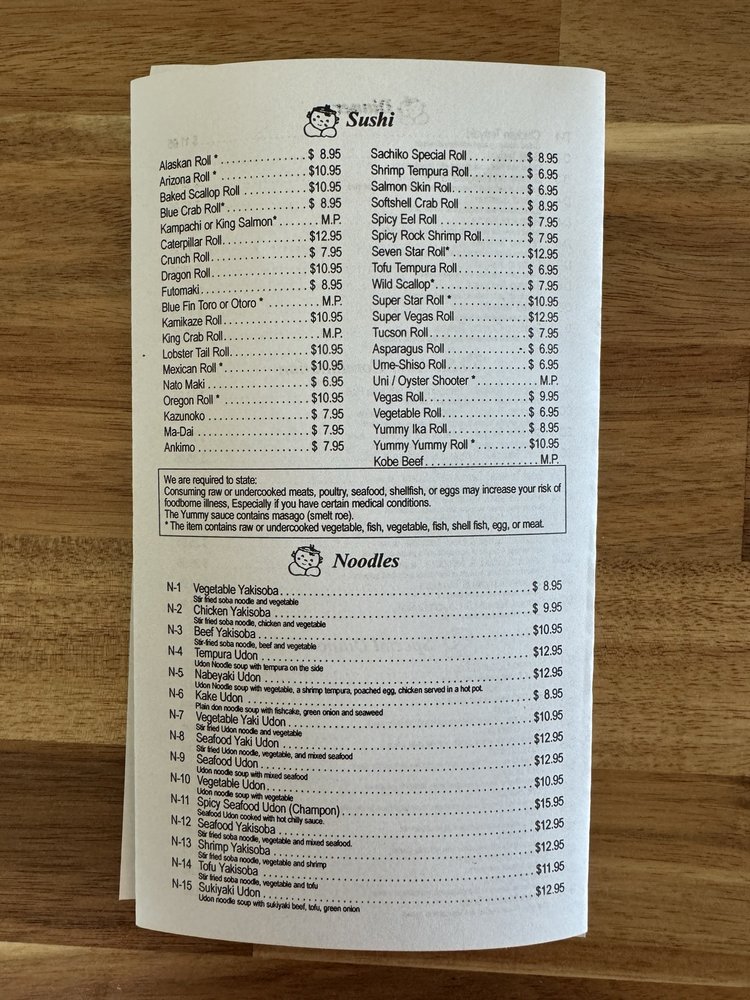 Sushi
Alaskan Roll * $ 8.95
Arizona Roll * $10.95
Baked Scallop Roll $10.95
Blue Crab Roll* $ 8.95
Kampachi or King Salmon* M.P.
Caterpillar Roll $12.95
Crunch Roll $ 7.95
Dragon Roll $10.95
Futomaki $ 8.95
Blue Fin Toro or Otoro * M.P.
Kamikaze Roll $10.95
King Crab Roll M.P.
Lobster Tail Roll $10.95
Mexican Roll * $10.95
Nato Maki $ 6.95
Oregon Roll * $10.95
Kazunoko $ 7.95
Ma-Dai $ 7.95
Ankimo $ 7.95
Sachiko Special Roll $ 8.95
Shrimp Tempura Roll $ 6.95
Salmon Skin Roll $ 6.95
Softshell Crab Roll $ 8.95
Spicy Eel Roll $ 7.95
Spicy Rock Shrimp Roll $ 7.95
Seven Star Roll* $12.95
Tofu Tempura Roll $ 6.95
Wild Scallop* $ 7.95
Super Star Roll * $10.95
Super Vegas Roll $12.95
Tucson Roll $ 7.95
Asparagus Roll $ 6.95
Ume-Shiso Roll $ 6.95
Uni / Oyster Shooter * M.P.
Vegas Roll $ 9.95
Vegetable Roll $ 6.95
Yummy Ika Roll $ 8.95
Yummy Yummy Roll * $10.95
Kobe Beef M.P.
We are required to state:
Consuming raw or undercooked meats, poultry, seafood, shellfish, or eggs may increase your risk of
foodborne illness, Especially if you have certain medical conditions.
The Yummy sauce contains masago (smelt roe).
* The item contains raw or undercooked vegetable, fish, vegetable, fish, shell fish, egg, or meat.
Noodles
N-1 Vegetable Yakisoba $ 8.95
Stir fried soba noodle and vegetable
N-2 Chicken Yakisoba $ 9.95
Stir fried soba noodle, chicken and vegetable
N-3 Beef Yakisoba $10.95
Stir-fried soba noodle, beef and vegetable
N-4 Tempura Udon $12.95
Udon Noodle soup with tempura on the side
N-5 Nabeyaki Udon $12.95
Udon Noodle soup with vegetable, a shrimp tempura, poached egg, chicken served in a hot pot.
N-6 Kake Udon $ 8.95
Plain don noodle soup with fishcake, green onion and seaweed
N-7 Vegetable Yaki Udon $10.95
Stir fried Udon noodle and vegetable
N-8 Seafood Yaki Udon $12.95
Stir fried Udon noodle, vegetable, and mixed seafood
N-9 Seafood Udon $12.95
Udon noodle soup with mixed seafood
N-10 Vegetable Udon $10.95
Udon noodle soup with vegetable
N-11 Spicy Seafood Udon (Champon) $15.95
Seafood Udon cooked with hot chilly sauce.
N-12 Seafood Yakisoba $12.95
Stir fried soba noodle, vegetable and mixed seafood.
N-13 Shrimp Yakisoba $12.95
Stir fried soba noodle, vegetable and shrimp
N-14 Tofu Yakisoba $11.95
Stir fried soba noodle, vegetable and tofu
N-15 Sukiyaki Udon $12.95
Udon noodle soup with sukiyaki beef, tofu, green onion